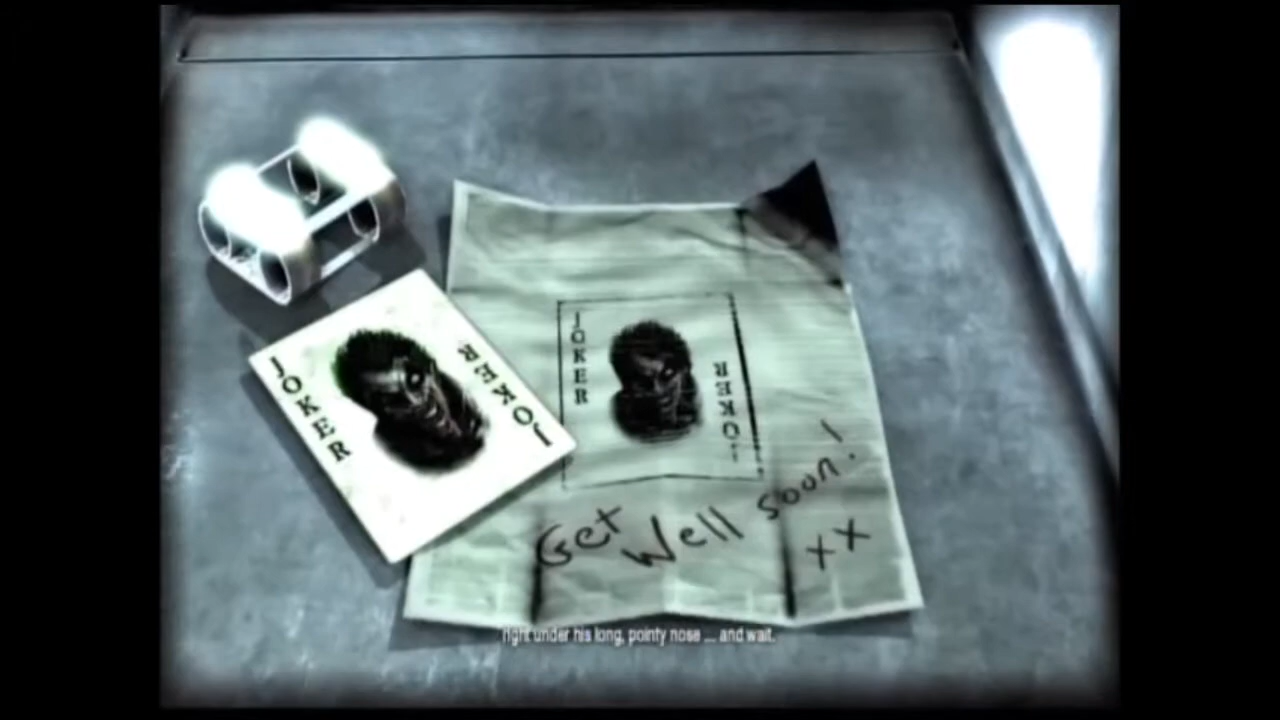 JOKER
JOKER
JOKER
JOKER
Get Well soon!
xx
right under his long, pointy nose ... and wait.